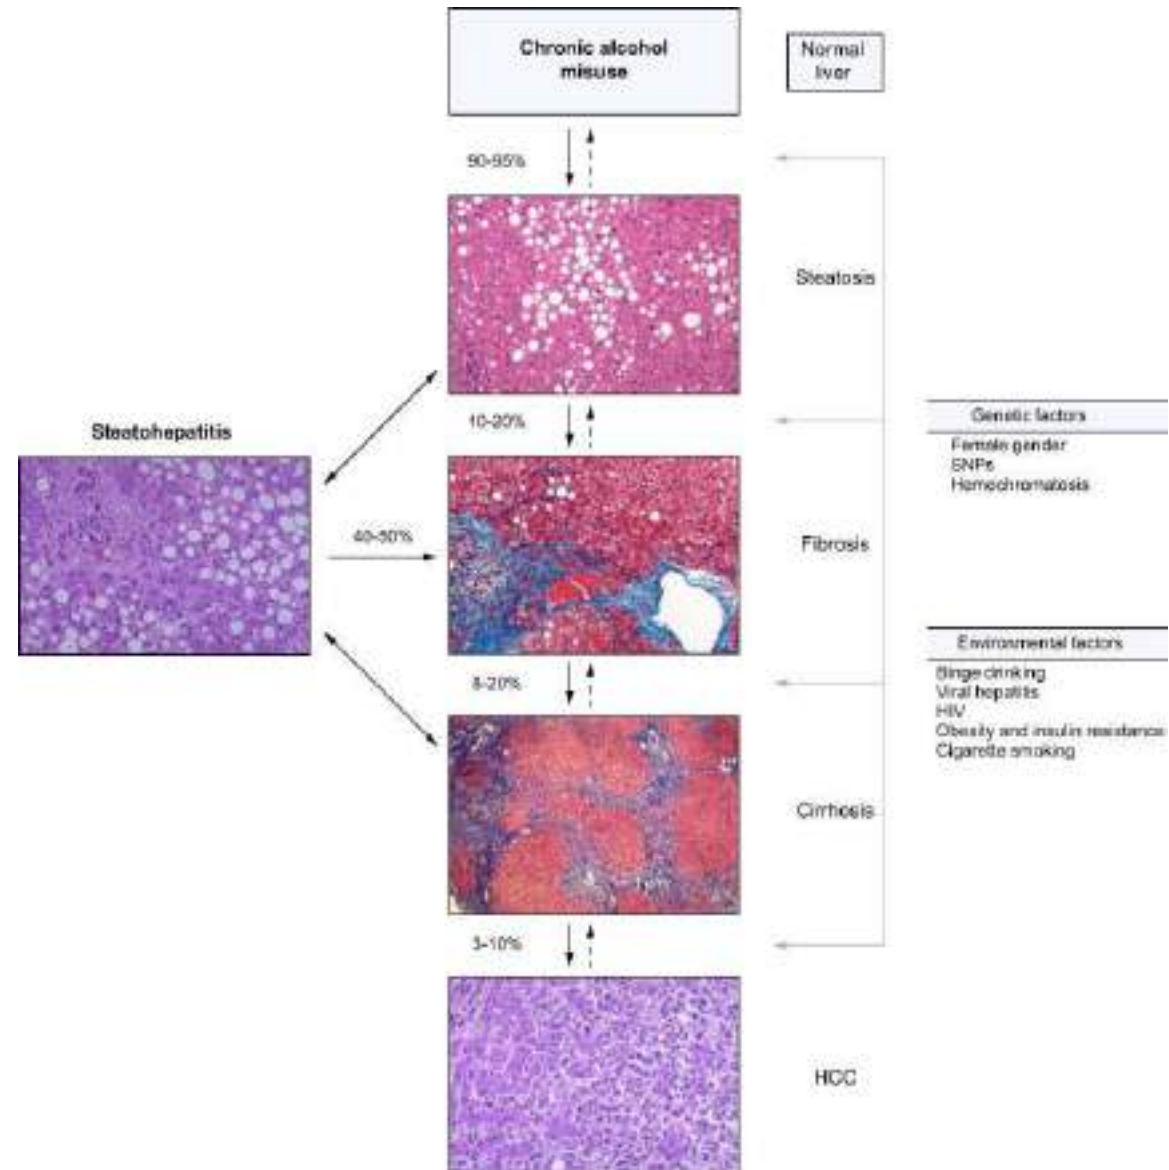 Chronic alcohol
misuse
Normal
liver
90-95%
Steatosis
10-20%
Genetic factors
Female gender
SNPs
Hemochromatosis
Steatohepatitis
40-50%
Fibrosis
Environmental factors
Binge drinking
Viral hepatitis
HIV
Obesity and insulin resistance
Cigarette smoking
8-20%
Cirrhosis
3-10%
HCC